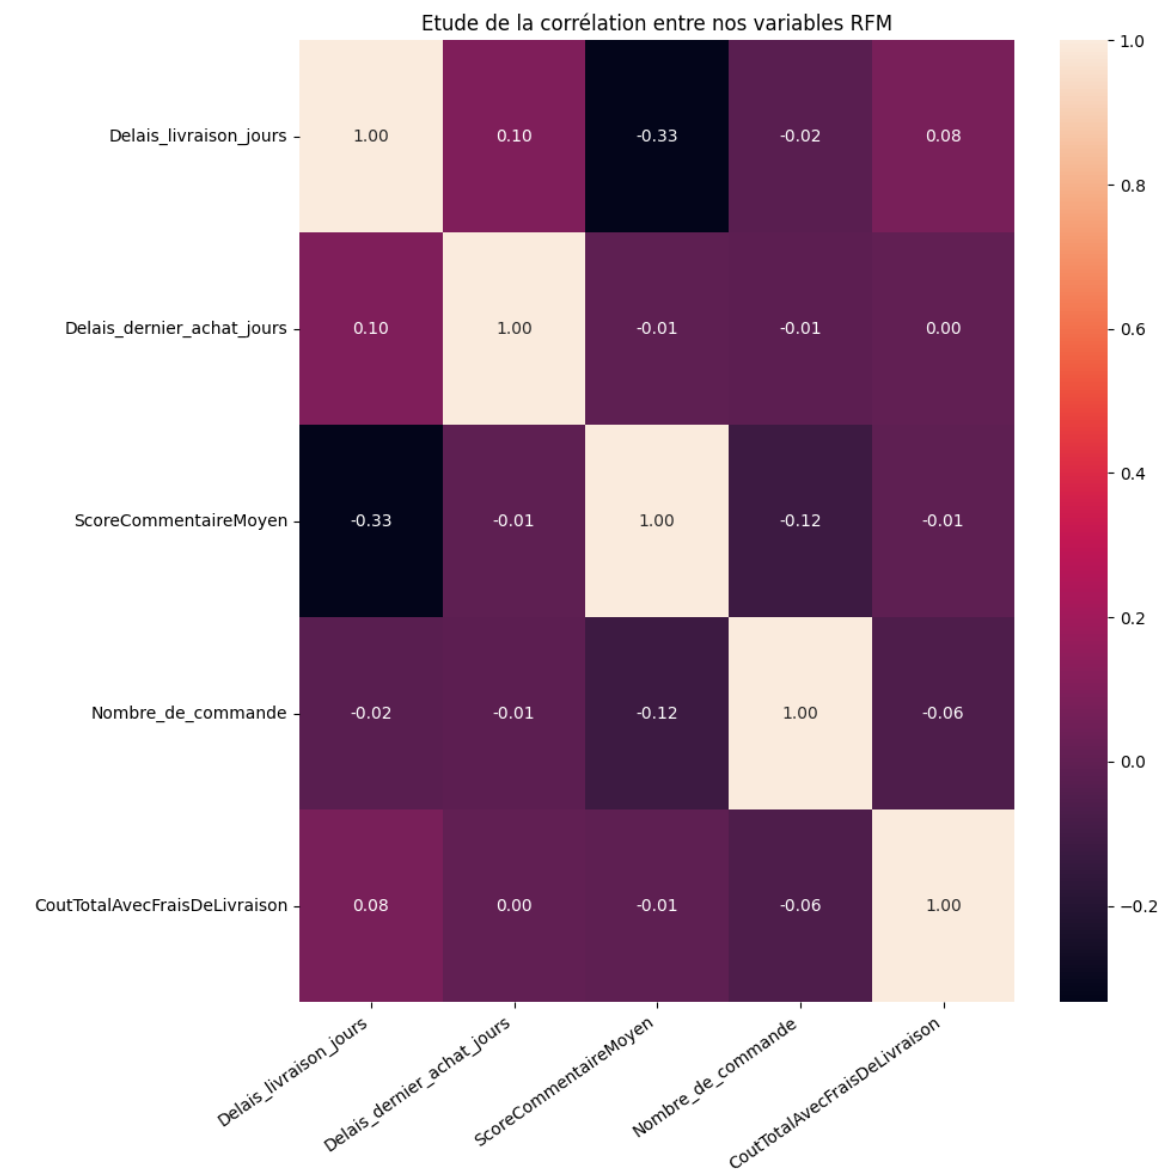 Etude de la corrélation entre nos variables RFM
Delais_livraison_jours 1.00 0.10 -0.33 -0.02 0.08
Delais_dernier_achat_jours 0.10 1.00 -0.01 -0.01 0.00
ScoreCommentaireMoyen -0.33 -0.01 1.00 -0.12 -0.01
Nombre_de_commande -0.02 -0.01 -0.12 1.00 -0.06
CoutTotalAvecFraisDeLivraison 0.08 0.00 -0.01 -0.06 1.00
Delais_livraison_jours
Delais_dernier_achat_jours
ScoreCommentaireMoyen
Nombre_de_commande
CoutTotalAvecFraisDeLivraison
1.0
0.8
0.6
0.4
0.2
0.0
−0.2